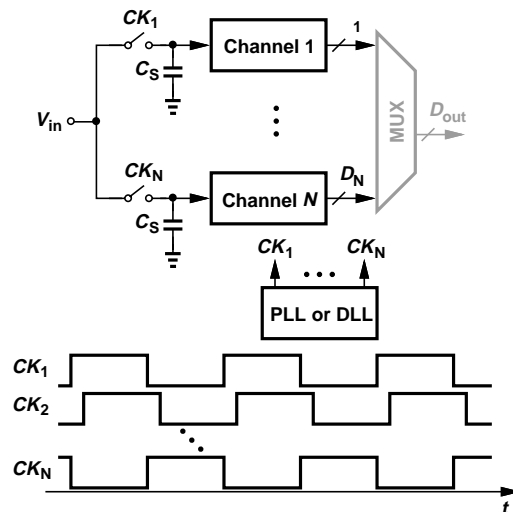 CK1
Channel 1
1
CS
Vin
MUX
Dout
CKN
Channel N
DN
CS
CK1
CKN
PLL or DLL
CK1
CK2
CKN
t